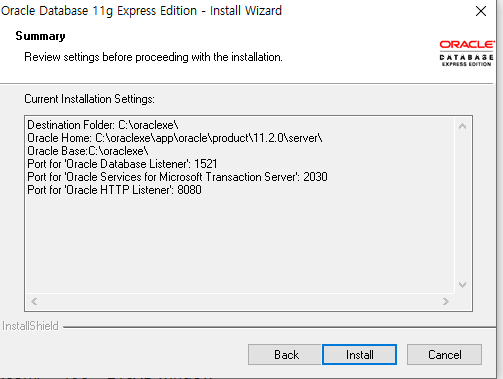 Oracle Database 11g Express Edition - Install Wizard
Summary
Review settings before proceeding with the installation.
ORACLE
DATABASE
EXPRESS EDITION
Current Installation Settings:
Destination Folder: C:\oraclexe\
Oracle Home: C:\oraclexe\app\oracle\product\11.2.0\server\
Oracle Base:C:\oraclexe\
Port for 'Oracle Database Listener': 1521
Port for 'Oracle Services for Microsoft Transaction Server': 2030
Port for 'Oracle HTTP Listener': 8080
InstallShield
Back
Install
Cancel